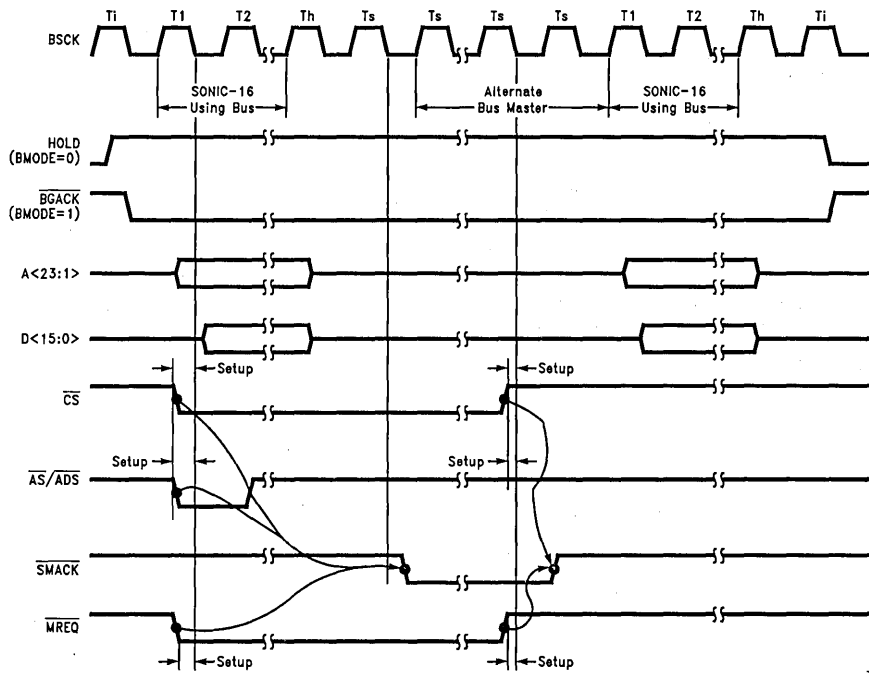 Ti T1 T2 Th Ts Ts Ts Ts T1 T2 Th Ti
BSCK
SONIC-16
Using Bus
Alternate
Bus Master
SONIC-16
Using Bus
HOLD
(BMODE=0)
BGACK
(BMODE=1)
A<23:1>
D<15:0>
Setup Setup
CS
Setup Setup
AS/ADS
SMACK
MREQ
Setup Setup